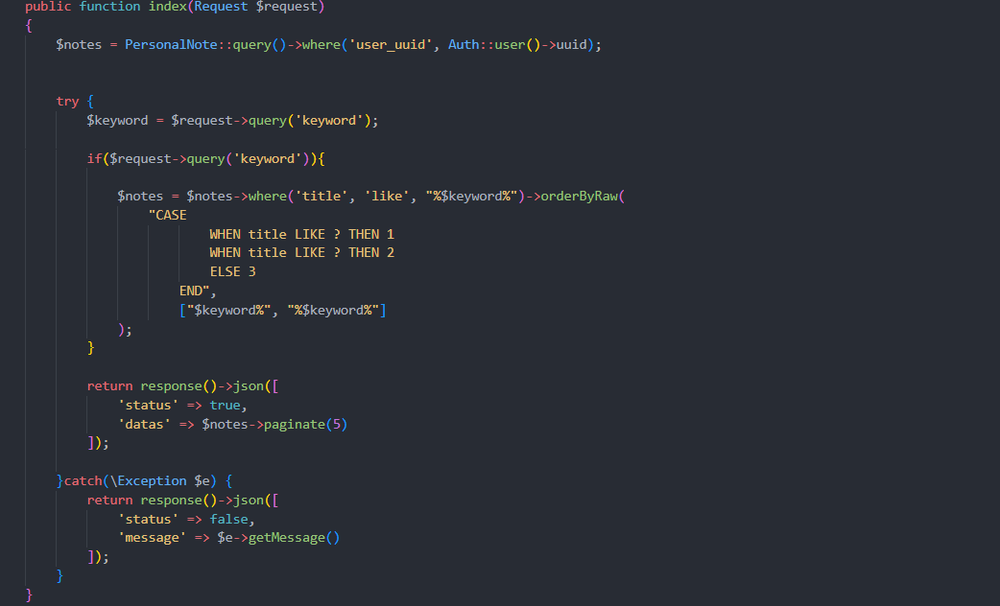 public function index(Request $request)
{
$notes = PersonalNote::query()->where('user_uuid', Auth::user()->uuid);
try {
$keyword = $request->query('keyword');
if($request->query('keyword')){
$notes = $notes->where('title', 'like', "%$keyword%")->orderByRaw(
"CASE
WHEN title LIKE ? THEN 1
WHEN title LIKE ? THEN 2
ELSE 3
END",
["$keyword%", "%$keyword%"]
);
}
return response()->json([
'status' => true,
'datas' => $notes->paginate(5)
]);
}catch(\Exception $e) {
return response()->json([
'status' => false,
'message' => $e->getMessage()
]);
}
}